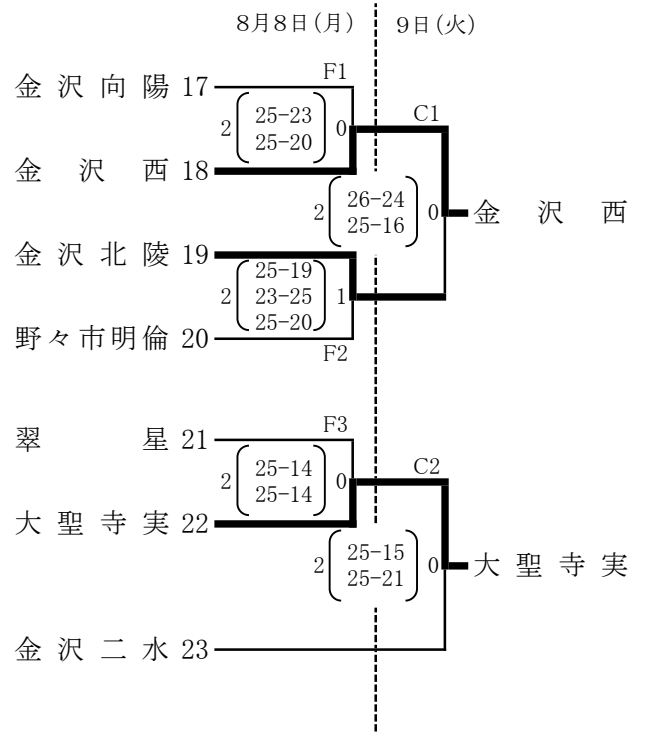 8月8日(月) 9日(火)
F1
金沢向陽 17
C1
2 25-23 0
25-20
金沢西 18
2 26-24 0 金沢西
25-16
金沢北陵 19
25-19
2 23-25 1
25-20
野々市明倫 20
F2
F3
翠星 21
C2
2 25-14 0
25-14
大聖寺実 22
2 25-15 0 大聖寺実
25-21
金沢二水 23